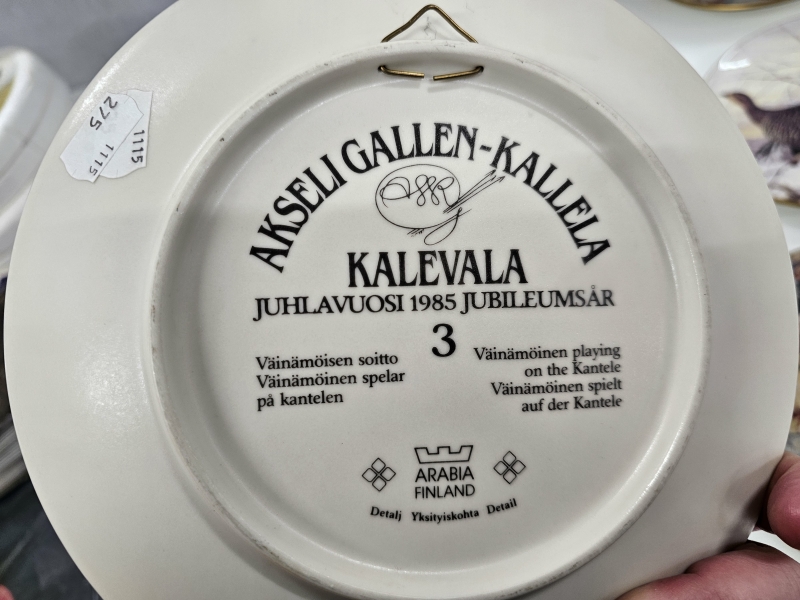 275
1115
1115
AKSELI GALLEN-KALLELA
KALEVALA
JUHLAVUOSI 1985 JUBILEUMSÅR
3
Väinämöisen soitto
Väinämöinen spelar
på kantelen
Väinämöinen playing
on the Kantele
Väinämöinen spielt
auf der Kantele
ARABIA
FINLAND
Detalj Yksityiskohta Detail